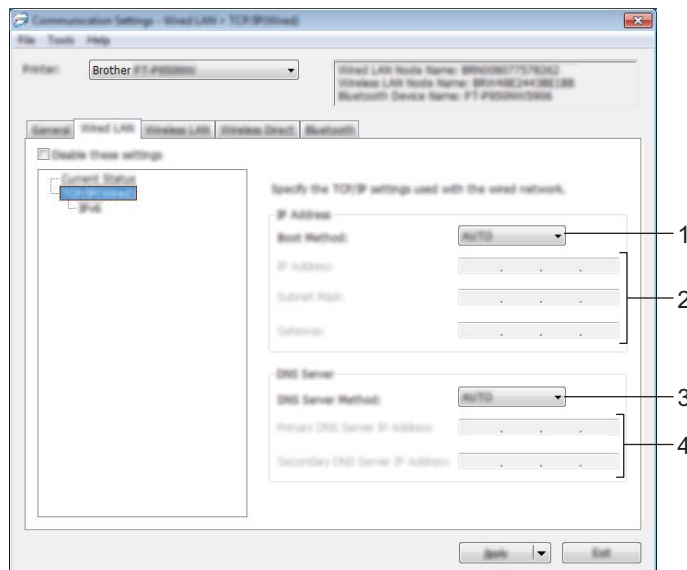 Communication Settings - Wired LAN > TCP/IP(Wired)
File Tools Help
Printer:
Brother PT-P950NW
Wired LAN Node Name:
Wireless LAN Node Name:
Bluetooth Device Name:
General Wired LAN Wireless LAN Wireless Direct Bluetooth
Disable these settings
Current Status
IPv6
Specify the TCP/IP settings used with the wired network.
IP Address
Boot Method: AUTO 1
IP Address: . . .
2
Subnet Mask: . . .
Gateway: . . .
DNS Server
DNS Server Method: AUTO 3
Primary DNS Server IP Address: . . .
4
Secondary DNS Server IP Address: . . .
Apply Exit